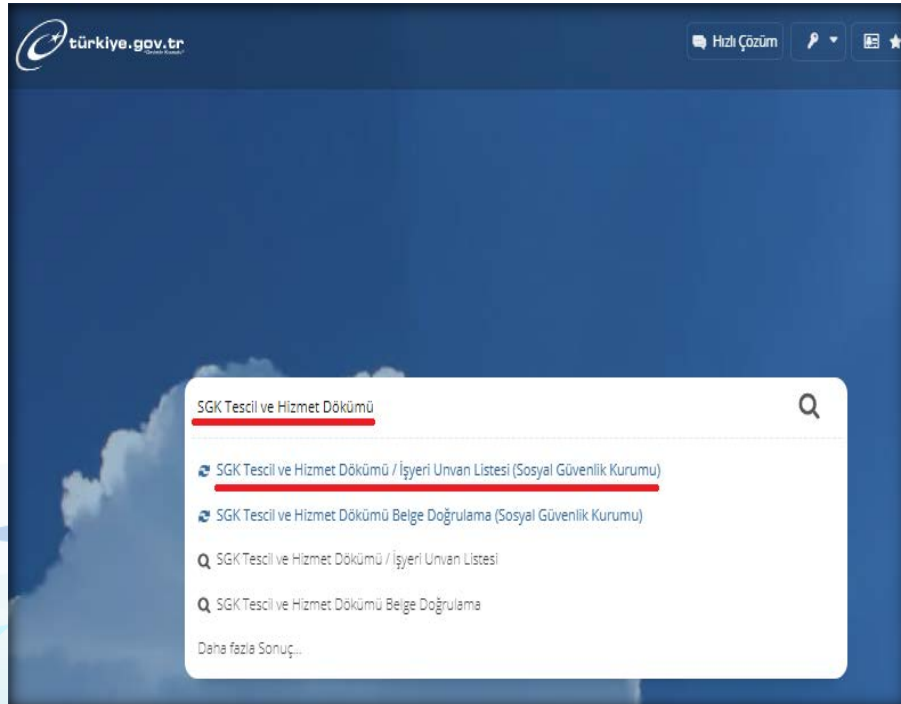 türkiye.gov.tr
Hızlı Çözüm
SGK Tescil ve Hizmet Dökümü
SGK Tescil ve Hizmet Dökümü / İşyeri Unvan Listesi (Sosyal Güvenlik Kurumu)
SGK Tescil ve Hizmet Dökümü Belge Doğrulama (Sosyal Güvenlik Kurumu)
SGK Tescil ve Hizmet Dökümü / İşyeri Unvan Listesi
SGK Tescil ve Hizmet Dökümü Belge Doğrulama
Daha fazla Sonuç...